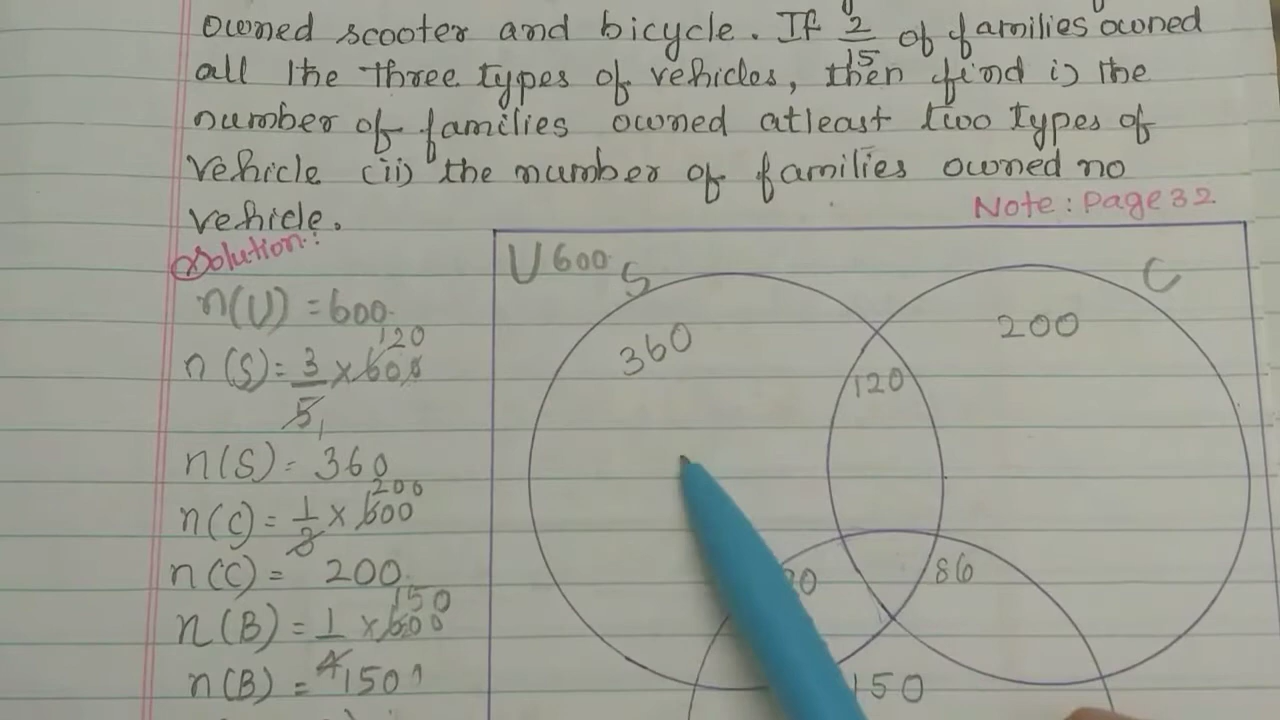 owned scooter and bicycle. If 2/15 of families owned
all the three types of vehicles, then find i) the
number of families owned atleast two types of
vehicle (ii) the number of families owned no
vehicle.
Note: Page 32
Solution:
n(U) = 600
120
n(S) = 3/5 × 600
1
n(S) = 360
200
n(C) = 1/3 × 600
n(C) = 200
150
n(B) = 1/4 × 600
1
n(B) = 150
U 600 S C
360 200
120
86
150